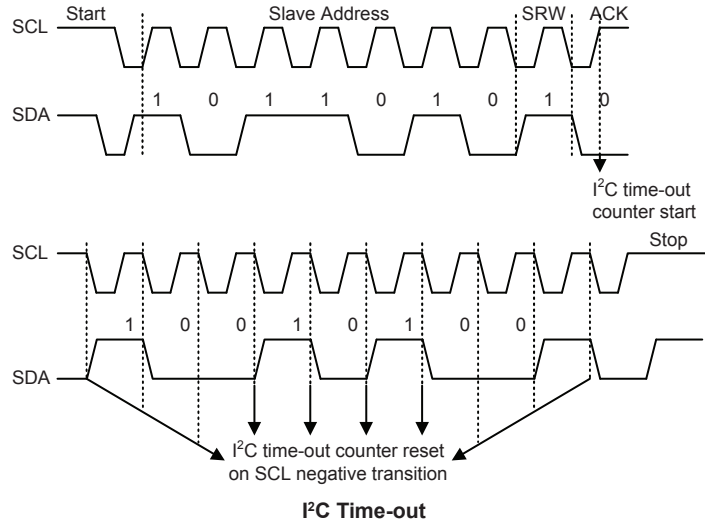 Start Slave Address SRW ACK
SCL
1 0 1 1 0 1 0 1 0
SDA
I²C time-out
counter start
Stop
SCL
1 0 0 1 0 1 0 0
SDA
I²C time-out counter reset
on SCL negative transition
I²C Time-out